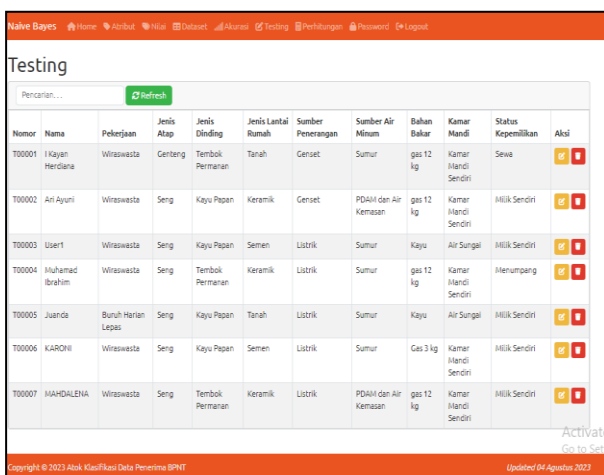 Naive Bayes Home Atribut Nilai Dataset Akurasi Testing Perhitungan Password Logout
Testing
Pencarian... Refresh
Nomor Nama Pekerjaan Jenis Atap Jenis Dinding Jenis Lantai Rumah Sumber Penerangan Sumber Air Minum Bahan Bakar Kamar Mandi Status Kepemilikan Aksi
T00001 I Kayan Herdiana Wiraswasta Genteng Tembok Permanan Tanah Genset Sumur gas 12 kg Kamar Mandi Sendiri Sewa
T00002 Ari Ayuni Wiraswasta Seng Kayu Papan Keramik Genset PDAM dan Air Kemasan gas 12 kg Kamar Mandi Sendiri Milik Sendiri
T00003 User1 Wiraswasta Seng Kayu Papan Semen Listrik Sumur Kayu Air Sungai Milik Sendiri
T00004 Muhamad Ibrahim Wiraswasta Seng Tembok Permanan Keramik Listrik Sumur gas 12 kg Kamar Mandi Sendiri Menumpang
T00005 Juanda Buruh Harian Lepas Seng Kayu Papan Tanah Listrik Sumur Kayu Air Sungai Milik Sendiri
T00006 KARONI Wiraswasta Seng Kayu Papan Semen Listrik Sumur Gas 3 kg Kamar Mandi Sendiri Milik Sendiri
T00007 MAHDALENA Wiraswasta Seng Tembok Permanan Keramik Listrik PDAM dan Air Kemasan gas 12 kg Kamar Mandi Sendiri Milik Sendiri
Activat
Go to Set
Copyright © 2023 Atok Klasifikasi Data Penerima BPNT Updated 04 Agustus 2023